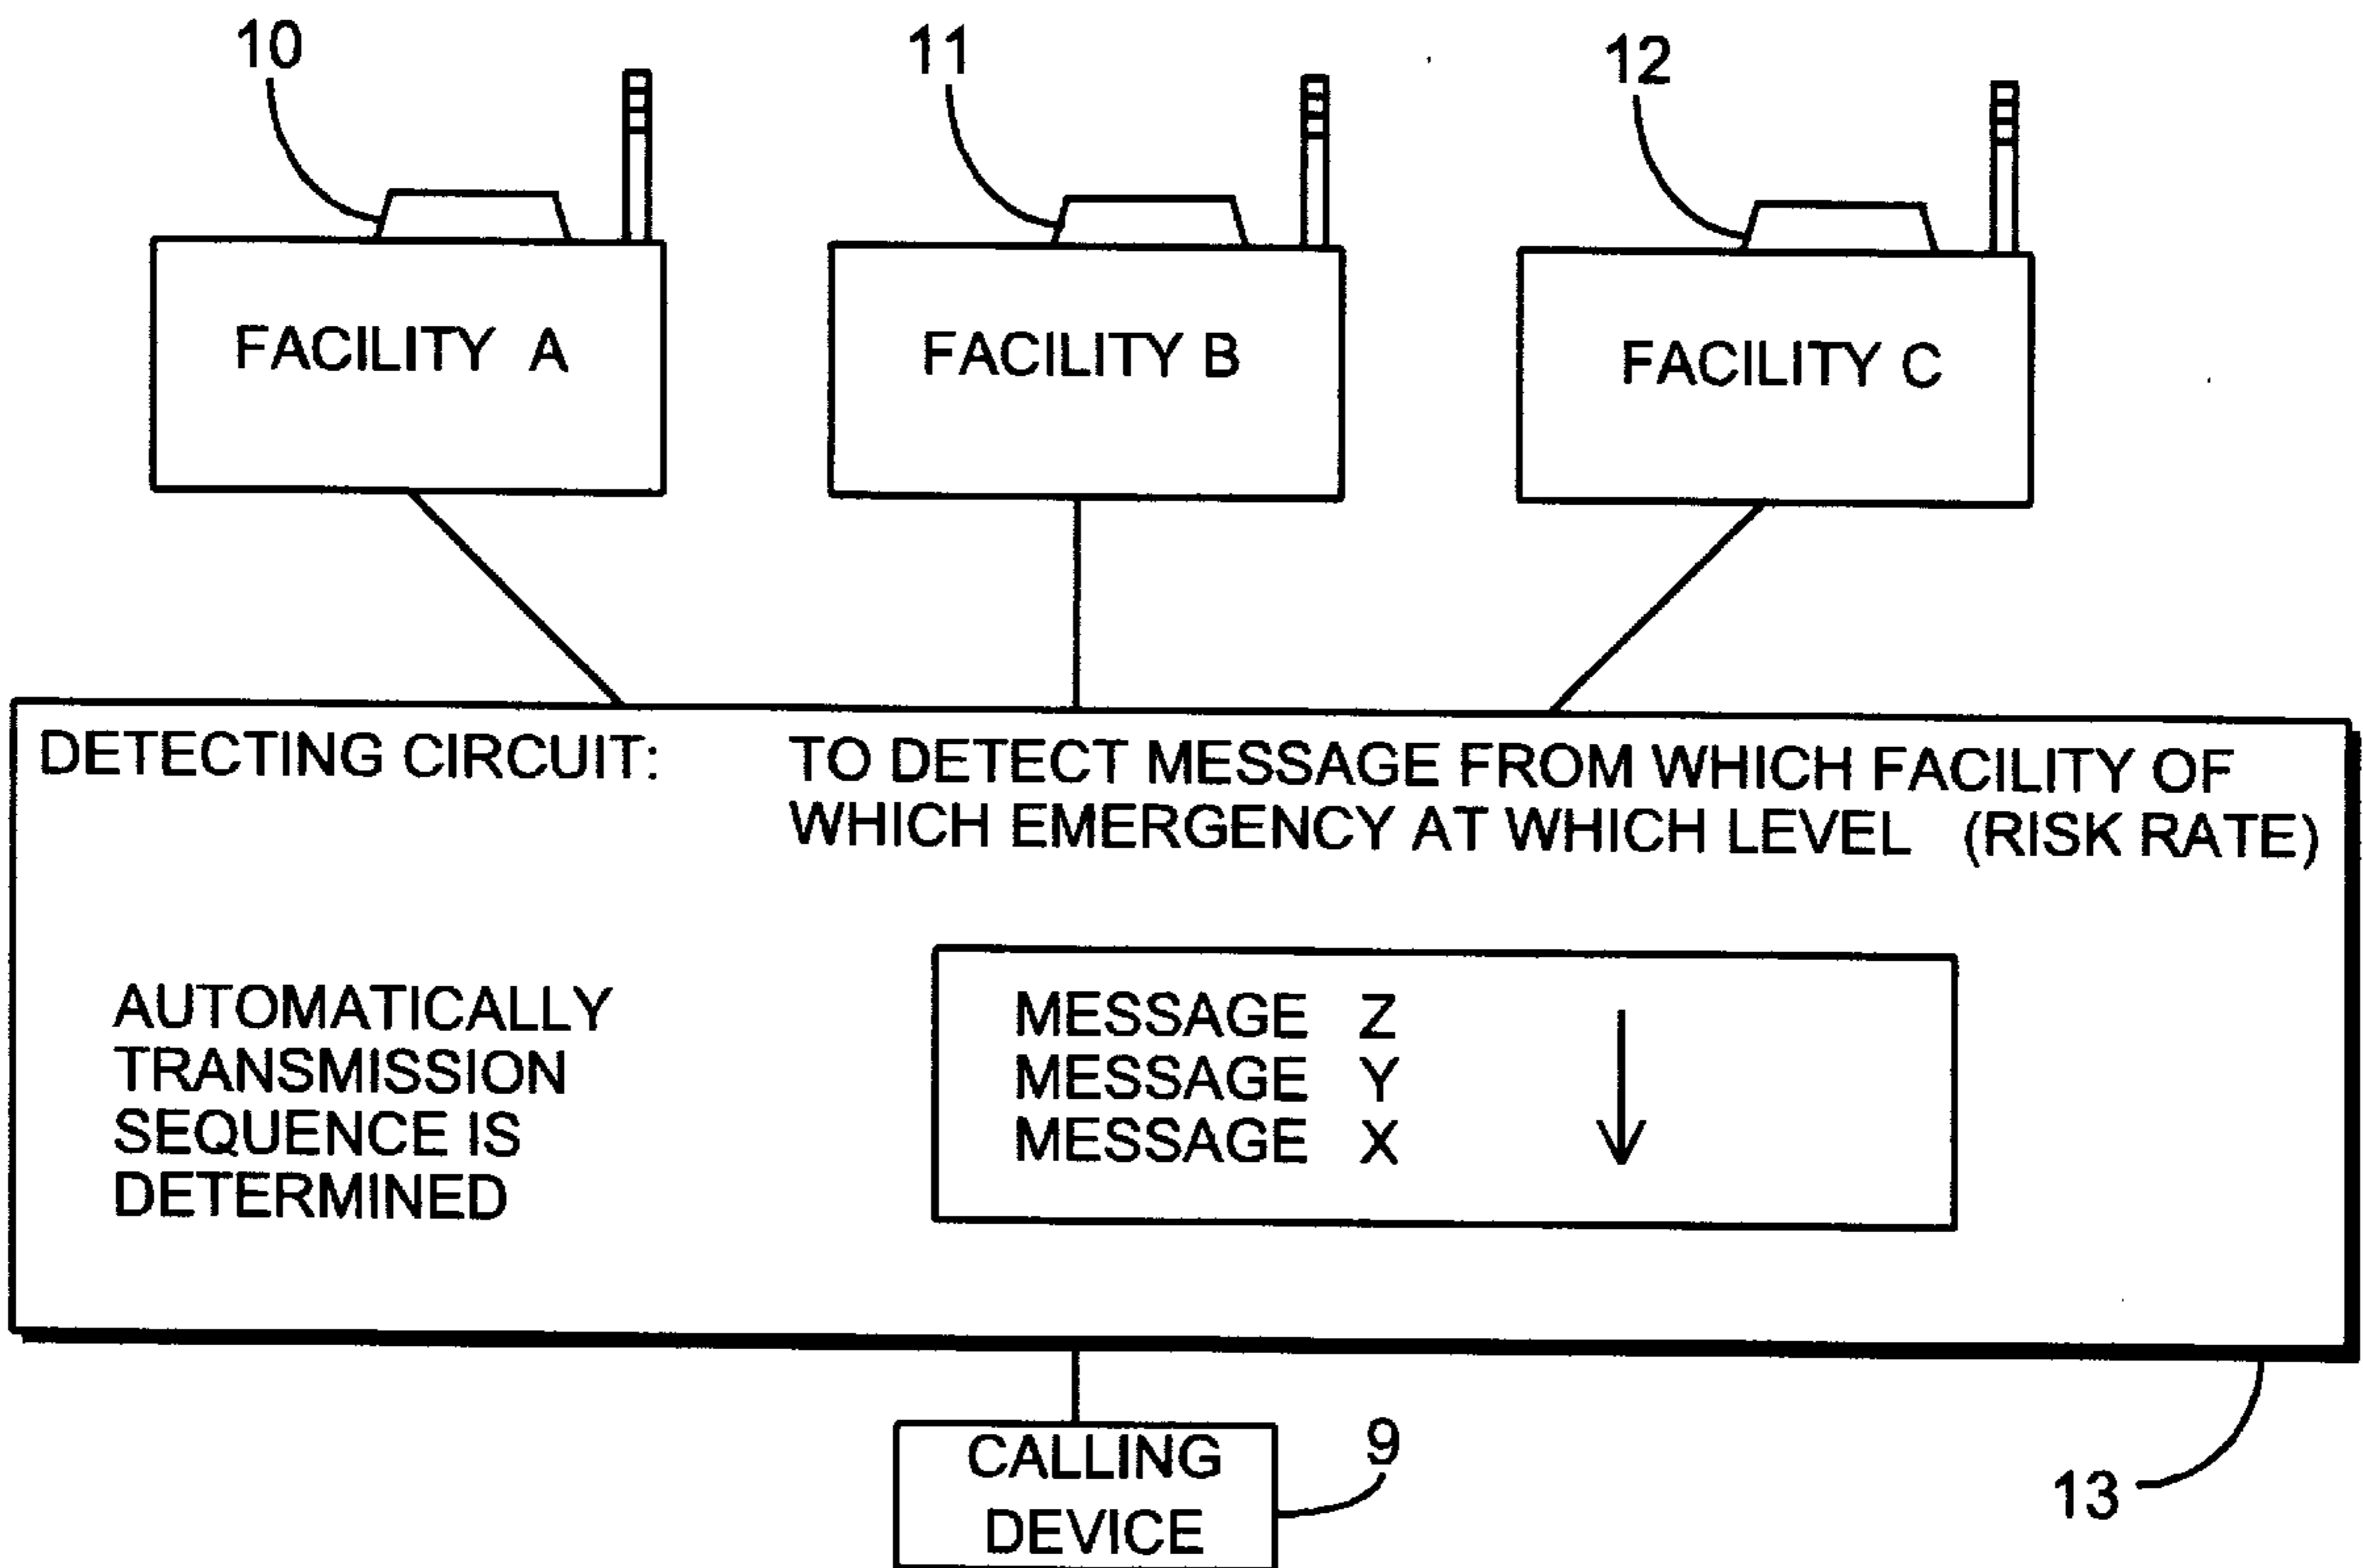 10
11
12
FACILITY A
FACILITY B
FACILITY C
DETECTING CIRCUIT: TO DETECT MESSAGE FROM WHICH FACILITY OF
WHICH EMERGENCY AT WHICH LEVEL (RISK RATE)
AUTOMATICALLY
TRANSMISSION
SEQUENCE IS
DETERMINED
MESSAGE Z
MESSAGE Y
MESSAGE X
CALLING
DEVICE
9
13